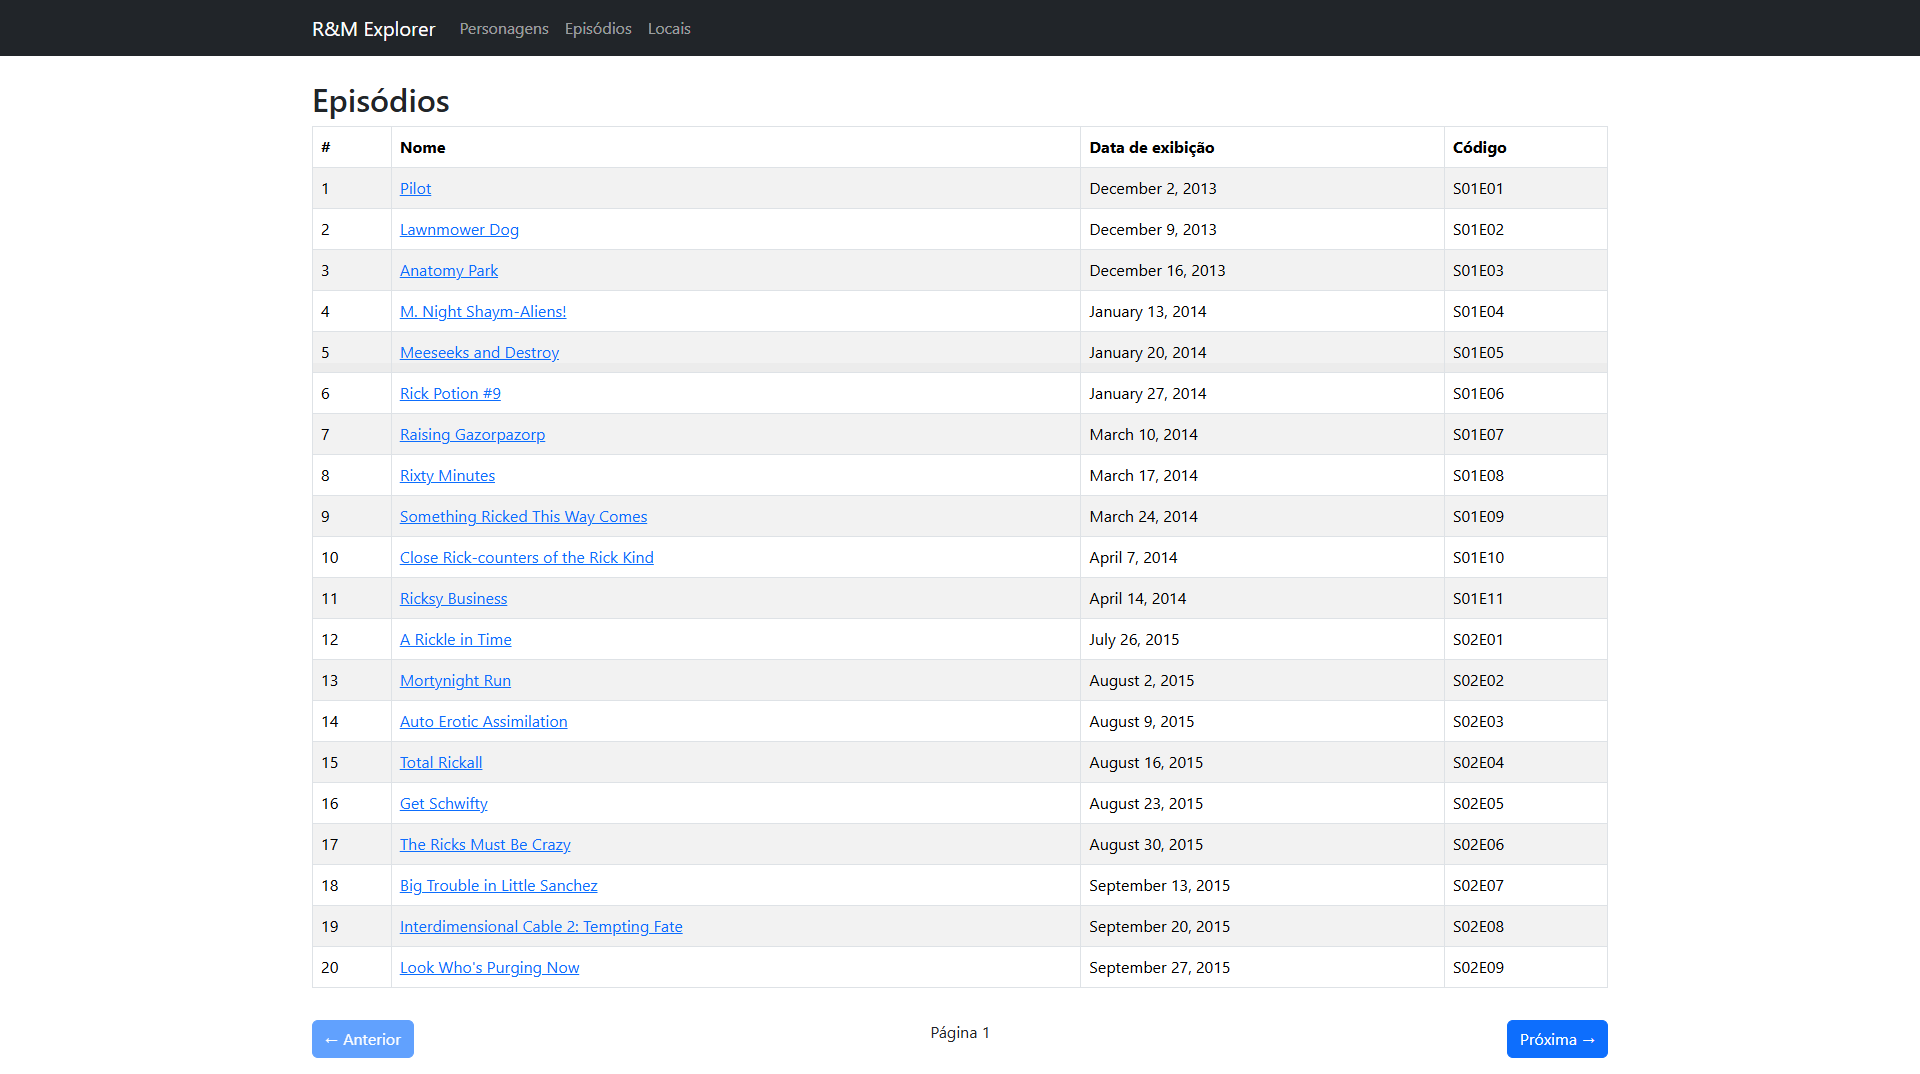 R&M Explorer Personagens Episódios Locais
Episódios
# Nome Data de exibição Código
1 Pilot December 2, 2013 S01E01
2 Lawnmower Dog December 9, 2013 S01E02
3 Anatomy Park December 16, 2013 S01E03
4 M. Night Shaym-Aliens! January 13, 2014 S01E04
5 Meeseeks and Destroy January 20, 2014 S01E05
6 Rick Potion #9 January 27, 2014 S01E06
7 Raising Gazorpazorp March 10, 2014 S01E07
8 Rixty Minutes March 17, 2014 S01E08
9 Something Ricked This Way Comes March 24, 2014 S01E09
10 Close Rick-counters of the Rick Kind April 7, 2014 S01E10
11 Ricksy Business April 14, 2014 S01E11
12 A Rickle in Time July 26, 2015 S02E01
13 Mortynight Run August 2, 2015 S02E02
14 Auto Erotic Assimilation August 9, 2015 S02E03
15 Total Rickall August 16, 2015 S02E04
16 Get Schwifty August 23, 2015 S02E05
17 The Ricks Must Be Crazy August 30, 2015 S02E06
18 Big Trouble in Little Sanchez September 13, 2015 S02E07
19 Interdimensional Cable 2: Tempting Fate September 20, 2015 S02E08
20 Look Who's Purging Now September 27, 2015 S02E09
← Anterior Página 1 Próxima →